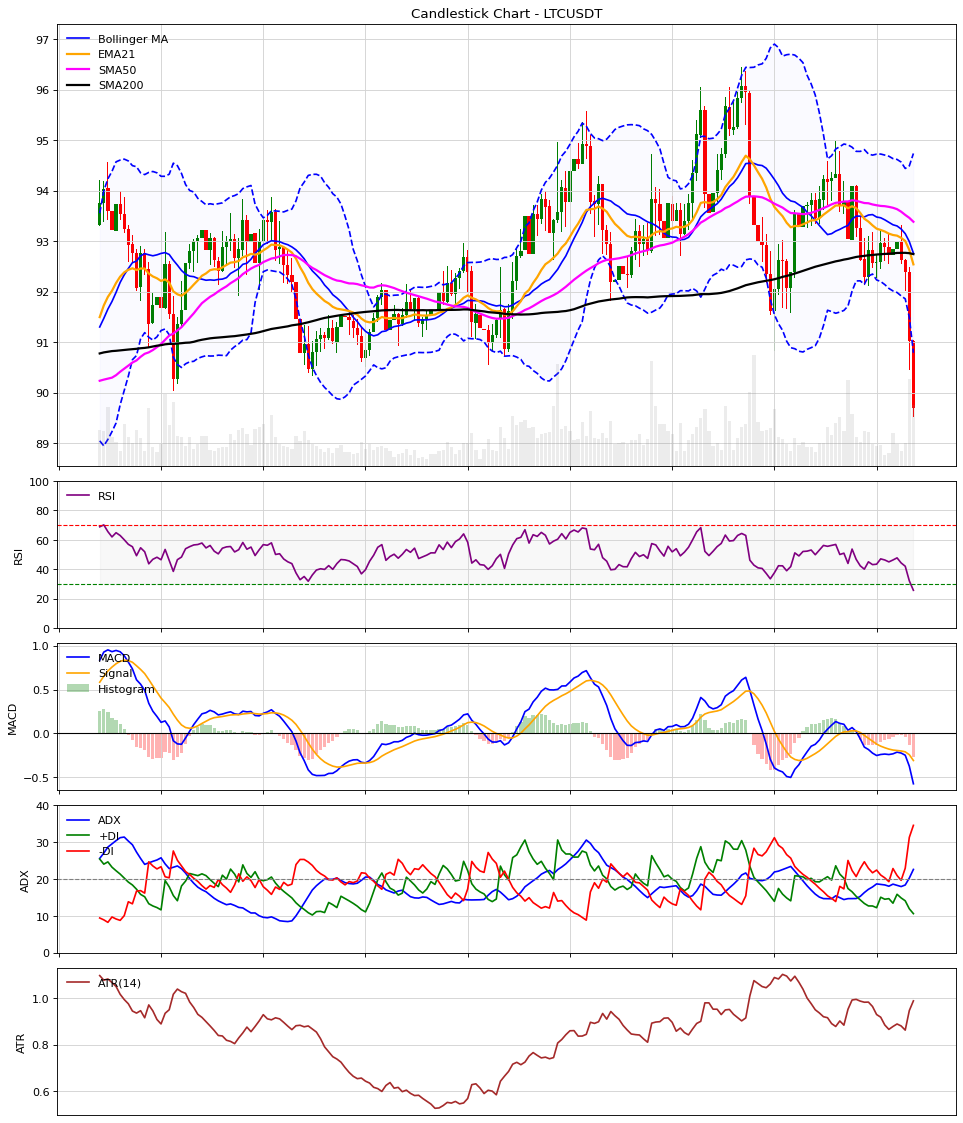 Candlestick Chart - LTCUSDT
Bollinger MA
EMA21
SMA50
SMA200
97
96
95
94
93
92
91
90
89
RSI
RSI
100
80
60
40
20
0
MACD
Signal
Histogram
MACD
1.0
0.5
0.0
−0.5
ADX
+DI
-DI
ADX
40
30
20
10
0
ATR(14)
ATR
1.0
0.8
0.6